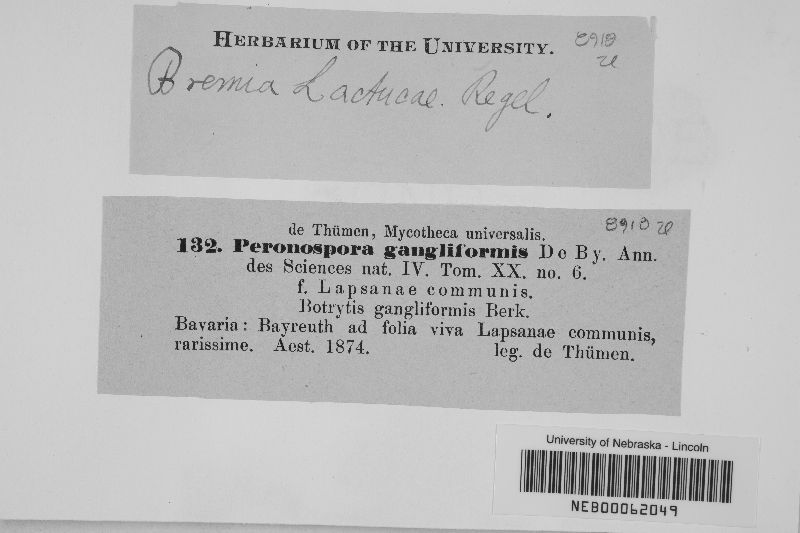 HERBARIUM OF THE UNIVERSITY. 8918
Bremia Lactucae. Regel.
de Thümen, Mycotheca universalis. 8918
132. Peronospora gangliformis De By. Ann.
des Sciences nat. IV. Tom. XX. no. 6.
f. Lapsanae communis.
Botrytis gangliformis Berk.
Bavaria: Bayreuth ad folia viva Lapsanae communis,
rarissime. Aest. 1874. leg. de Thümen.
University of Nebraska - Lincoln
NEB00062049